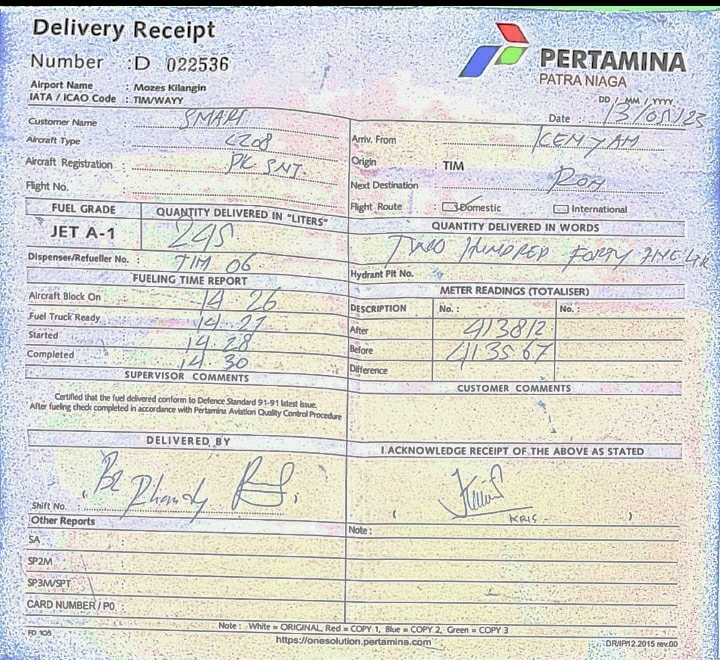 Delivery Receipt
Number :D 022536
PERTAMINA
PATRA NIAGA
Airport Name : Mozes Kilangin
IATA / ICAO Code : TIM/WAYY
DD / MM / YYYY
Date : 13/05/23
Customer Name : SMART
Aircraft Type : C208
Arriv. From : KENYAM
Aircraft Registration : PK SNT
Origin : TIM
Flight No. :
Next Destination :
Flight Route : Domestic International
FUEL GRADE QUANTITY DELIVERED IN "LITERS" QUANTITY DELIVERED IN WORDS
JET A-1 245 TWO HUNDRED FORTY FIVE
Dispenser/Refueller No. : TIM 06
Hydrant Pit No. :
FUELING TIME REPORT METER READINGS (TOTALISER)
Aircraft Block On : 14.26
DESCRIPTION No. : No. :
Fuel Truck Ready : 14.27
After 413812
Started : 14.28
Before 413567
Completed : 14.30
Difference
SUPERVISOR COMMENTS CUSTOMER COMMENTS
Certified that the fuel delivered conform to Defence Standard 91-91 latest issue.
After fueling check completed in accordance with Pertamina Aviation Quality Control Procedure
DELIVERED BY I ACKNOWLEDGE RECEIPT OF THE ABOVE AS STATED
KRIS
Shift No. :
Other Reports Note :
SA :
SP2M :
SP3M/SPT :
CARD NUMBER / P0 :
Note : White = ORIGINAL, Red = COPY 1, Blue = COPY 2, Green = COPY 3
FD 105 https://onesolution.pertamina.com DR/IP/12.2015 rev.00